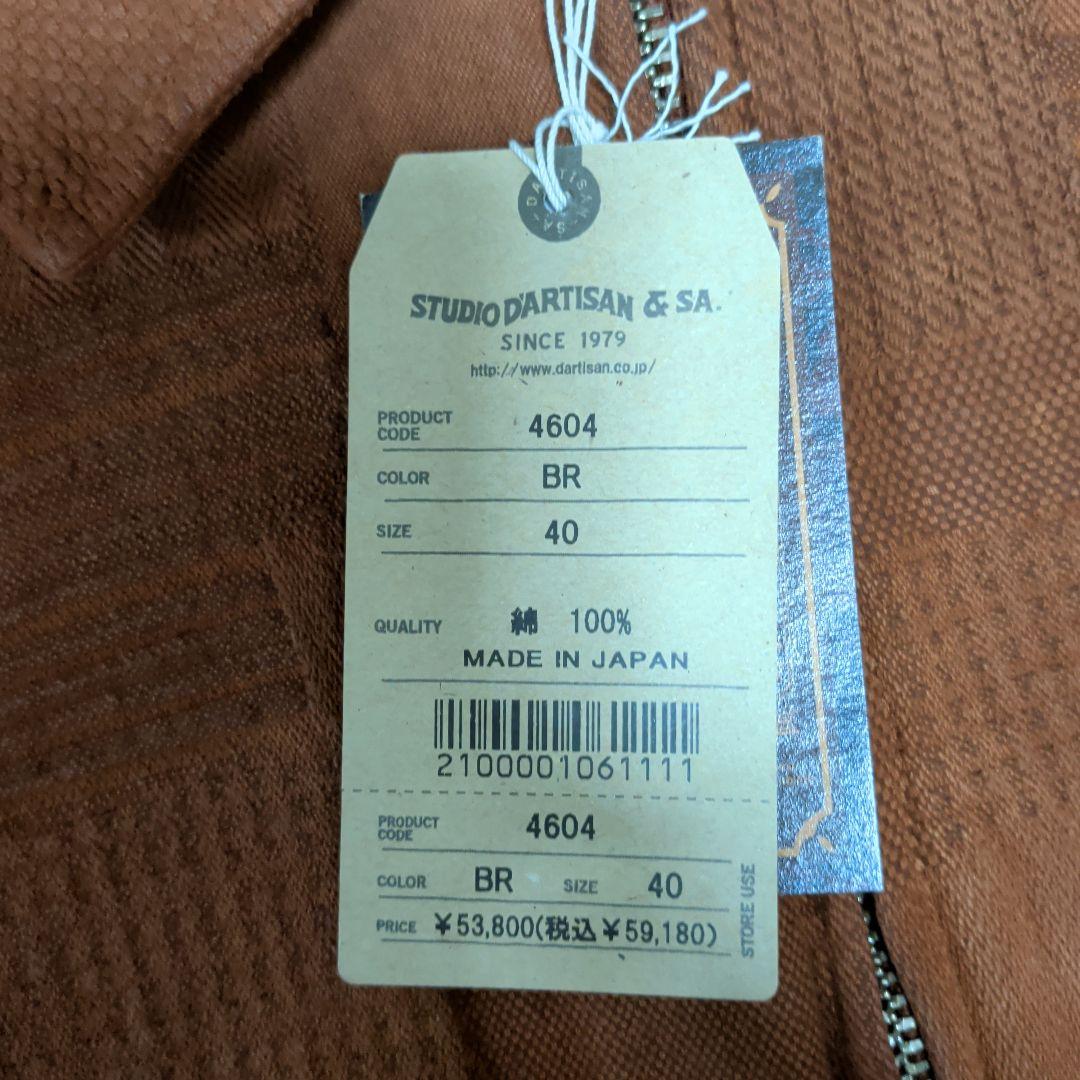 D'ARTISAN SA
STUDIO D'ARTISAN & SA.
SINCE 1979
http://www.dartisan.co.jp/
PRODUCT CODE 4604
COLOR BR
SIZE 40
QUALITY 綿 100%
MADE IN JAPAN
2100001061111
PRODUCT CODE 4604
COLOR BR SIZE 40
PRICE ¥53,800(税込¥59,180)
STORE USE